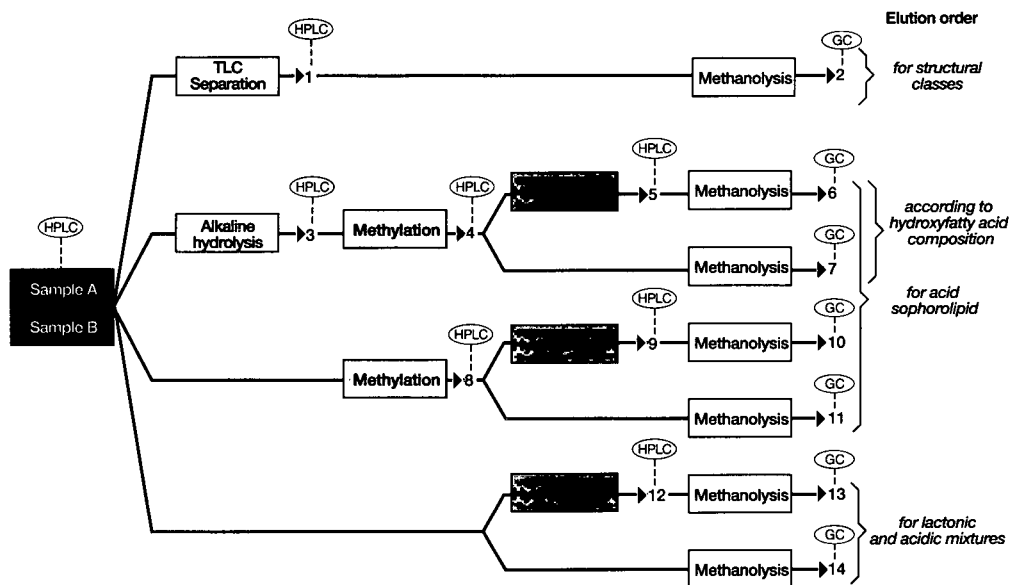 Elution order
HPLC
GC
TLC
Separation
1
Methanolysis
2
for structural
classes
HPLC
GC
HPLC
HPLC
5
Methanolysis
6
Alkaline
hydrolysis
3
Methylation
4
according to
hydroxyfatty acid
composition
GC
HPLC
Methanolysis
7
Sample A
Sample B
for acid
sophorolipid
HPLC
GC
HPLC
9
Methanolysis
10
Methylation
8
GC
Methanolysis
11
HPLC
GC
12
Methanolysis
13
for lactonic
and acidic mixtures
GC
Methanolysis
14